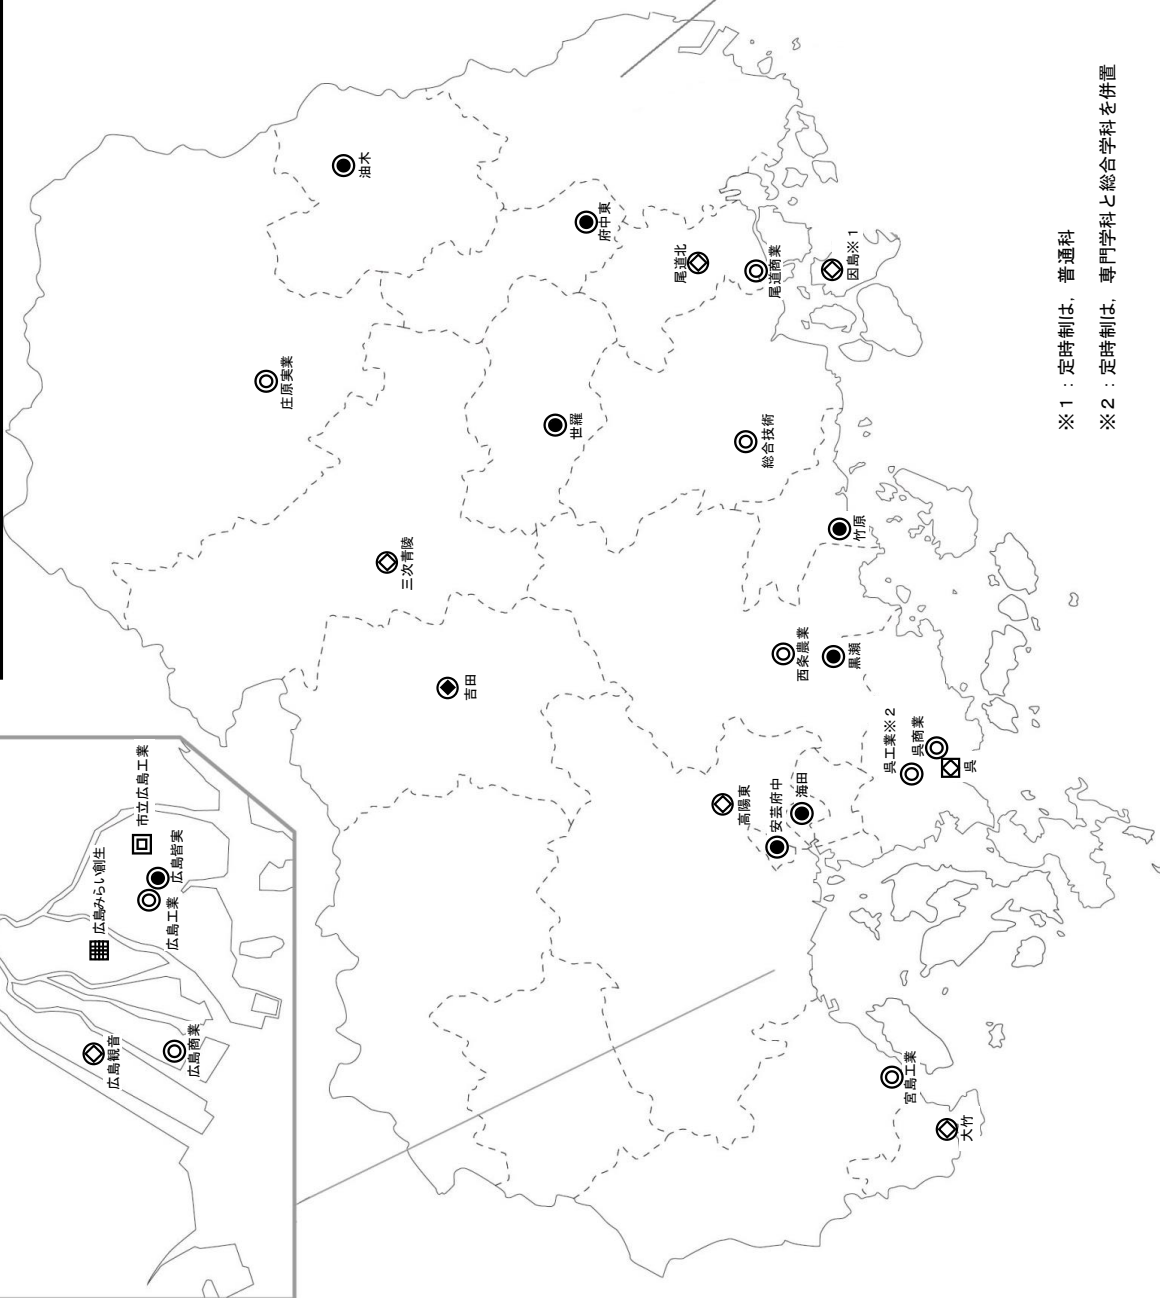 市立広島工業
広島皆実
広島みらい創生
広島工業
広島観音
広島商業
油木
府中東
尾道北
尾道商業
因島※1
庄原実業
世羅
総合技術
竹原
三次青陵
吉田
西条農業
黒瀬
呉工業※2
呉商業
呉
高陽東
安芸府中
海田
宮島工業
大竹
※1：定時制は，普通科
※2：定時制は，専門学科と総合学科を併置